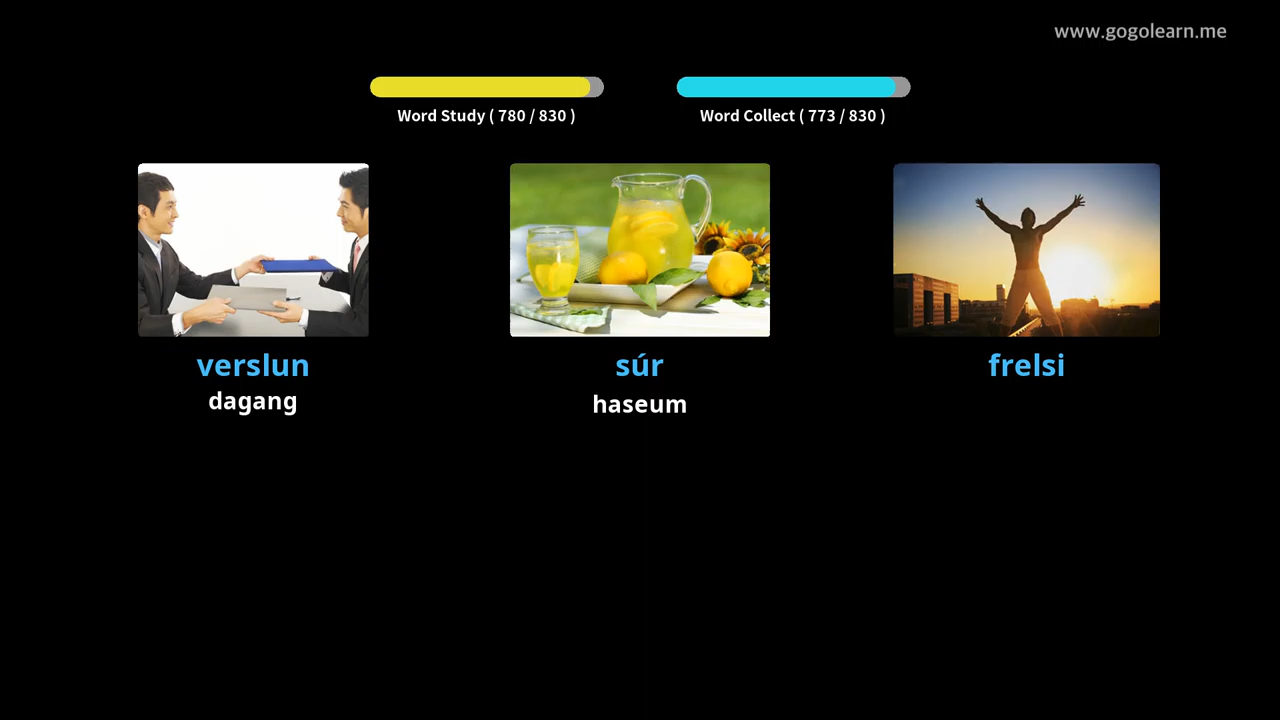 www.gogolearn.me
Word Study ( 780 / 830 )
Word Collect ( 773 / 830 )
verslun
dagang
súr
haseum
frelsi